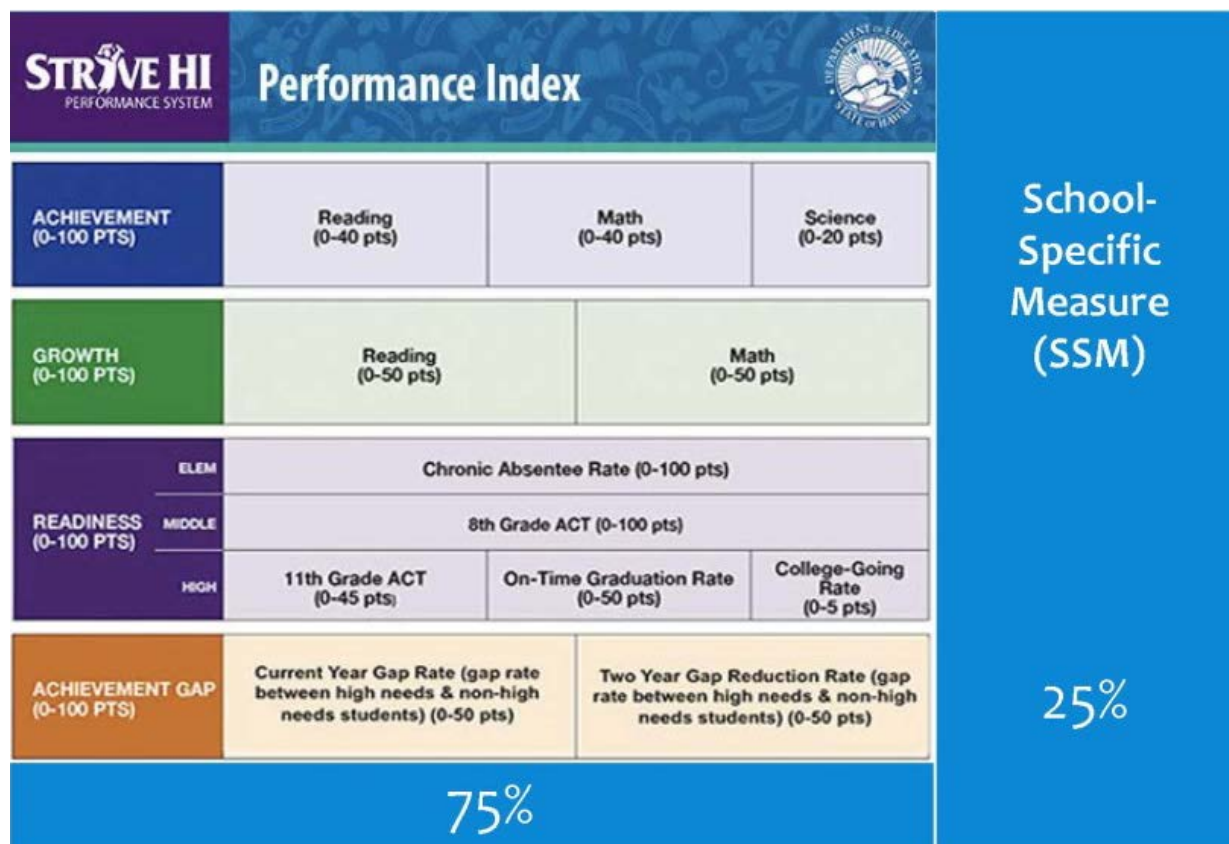 STRIVE HI
PERFORMANCE SYSTEM
Performance Index
DEPARTMENT OF EDUCATION
STATE OF HAWAII
ACHIEVEMENT
(0-100 PTS)
Reading
(0-40 pts)
Math
(0-40 pts)
Science
(0-20 pts)
GROWTH
(0-100 PTS)
Reading
(0-50 pts)
Math
(0-50 pts)
READINESS
(0-100 PTS)
ELEM
Chronic Absentee Rate (0-100 pts)
MIDDLE
8th Grade ACT (0-100 pts)
HIGH
11th Grade ACT
(0-45 pts)
On-Time Graduation Rate
(0-50 pts)
College-Going
Rate
(0-5 pts)
ACHIEVEMENT GAP
(0-100 PTS)
Current Year Gap Rate (gap rate
between high needs & non-high
needs students) (0-50 pts)
Two Year Gap Reduction Rate (gap
rate between high needs & non-high
needs students) (0-50 pts)
75%
School-
Specific
Measure
(SSM)
25%